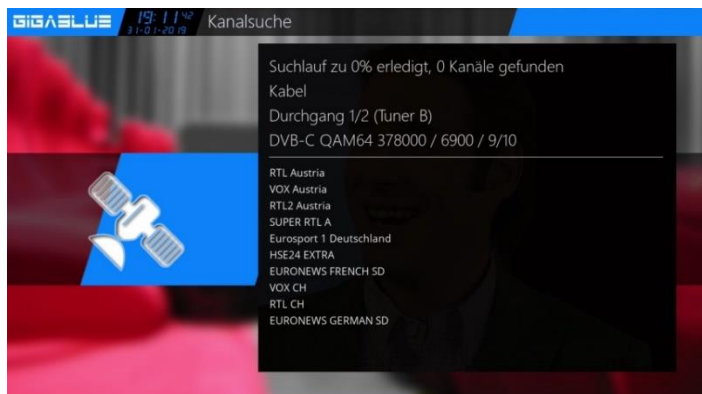 GIGABLUE
19:11 42
31-01-2019
Kanalsuche
Suchlauf zu 0% erledigt, 0 Kanäle gefunden
Kabel
Durchgang 1/2 (Tuner B)
DVB-C QAM64 378000 / 6900 / 9/10
RTL Austria
VOX Austria
RTL2 Austria
SUPER RTL A
Eurosport 1 Deutschland
HSE24 EXTRA
EURONEWS FRENCH SD
VOX CH
RTL CH
EURONEWS GERMAN SD